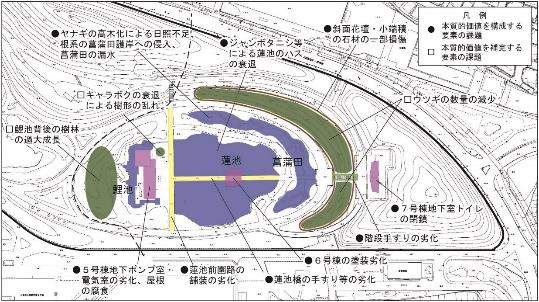 ●ヤナギの高木化による日照不足、
根系の菖蒲田護岸への侵入、
菖蒲田の漏水
●ジャンボタニシ等
による蓮池のハス
の衰退
●斜面花壇・小端積
の石材の一部損傷
凡 例
● 本質的価値を構成する
要素の課題
□ 本質的価値を補完する
要素の課題
□キャラボクの衰退
による樹形の乱れ
□ウツギの数量の減少
□鯉池背後の樹林
の過大成長
蓮池
菖蒲田
鯉池
●7号棟地下室トイレ
の閉鎖
●階段手すりの劣化
●6号棟の塗装劣化
●5号棟地下ポンプ室・
電気室の劣化、屋根
の腐食
●蓮池前園路の
舗装の劣化
●蓮池橋の手すり等の劣化